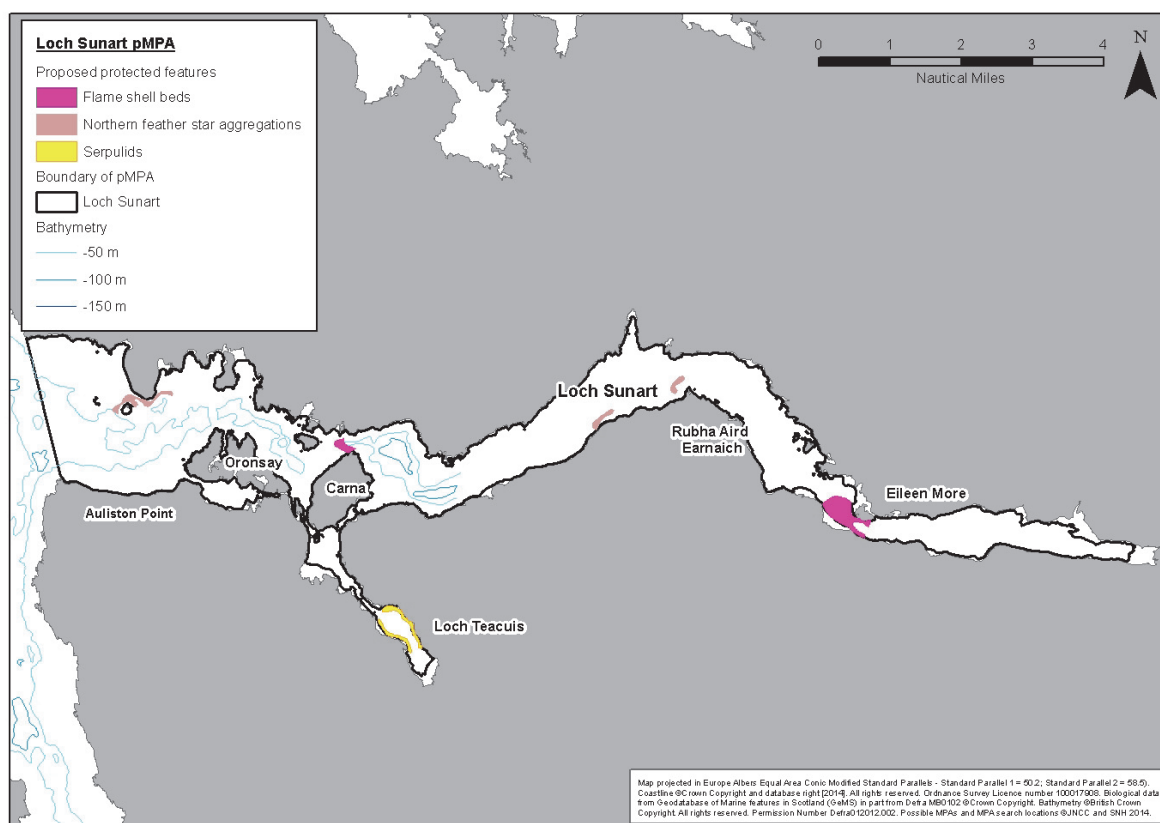 Loch Sunart pMPA
Proposed protected features
Flame shell beds
Northern feather star aggregations
Serpulids
Boundary of pMPA
Loch Sunart
Bathymetry
-50 m
-100 m
-150 m
0 1 2 3 4
Nautical Miles
N
Loch Sunart
Rubha Aird
Earnaich
Oronsay
Carna
Eileen More
Auliston Point
Loch Teacuis
Map projected in Europe Albers Equal Area Conic Modified Standard Parallels - Standard Parallel 1 = 50.2; Standard Parallel 2 = 58.5).
Coastline ©Crown Copyright and database right [2014]. All rights reserved. Ordnance Survey Licence number 100017908. Biological data
from Geodatabase of Marine features in Scotland (GeMS) in part from Defra MB0102 ©Crown Copyright. Bathymetry ©British Crown
Copyright. All rights reserved. Permission Number Defra012012.002. Possible MPAs and MPA search locations ©JNCC and SNH 2014.